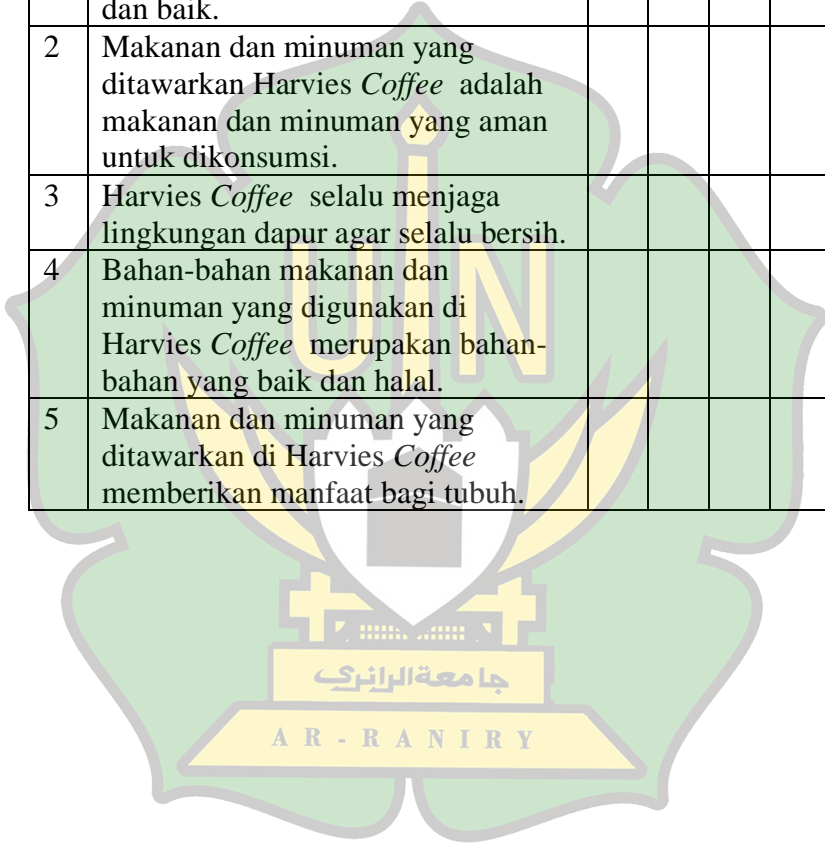 dan baik.
2 Makanan dan minuman yang
ditawarkan Harvies Coffee adalah
makanan dan minuman yang aman
untuk dikonsumsi.
3 Harvies Coffee selalu menjaga
lingkungan dapur agar selalu bersih.
4 Bahan-bahan makanan dan
minuman yang digunakan di
Harvies Coffee merupakan bahan-
bahan yang baik dan halal.
5 Makanan dan minuman yang
ditawarkan di Harvies Coffee
memberikan manfaat bagi tubuh.
UIN
جامعة الرانري
AR-RANIRY